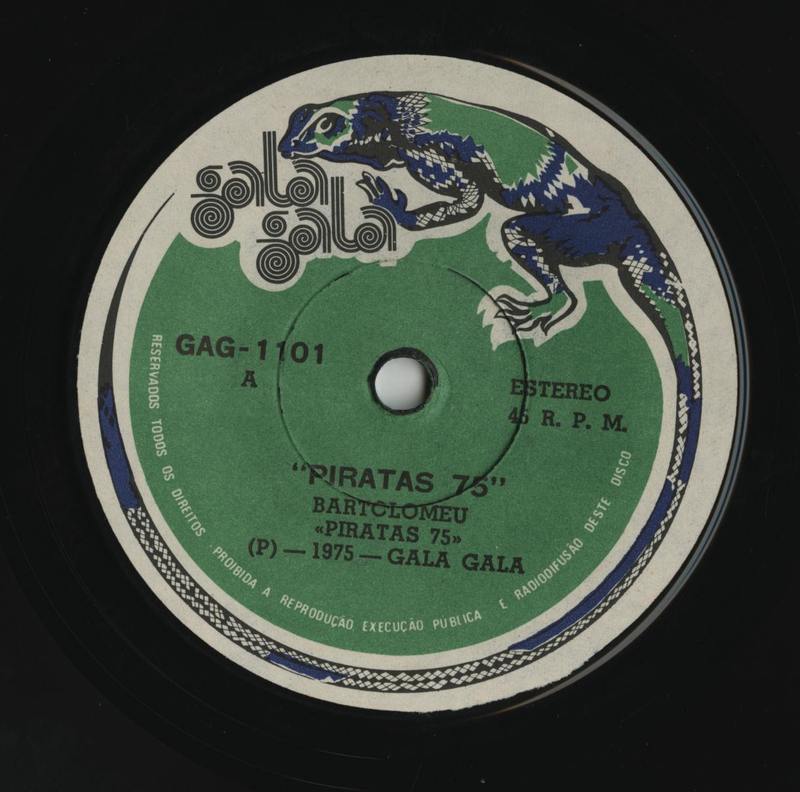 gala
gala
GAG-1101
A
ESTEREO
45 R. P. M.
"PIRATAS 75"
BARTOLOMEU
«PIRATAS 75»
(P) — 1975 — GALA GALA
RESERVADOS TODOS OS DIREITOS · PROIBIDA A REPRODUÇÃO EXECUÇÃO PUBLICA E RADIODIFUSÃO DESTE DISCO